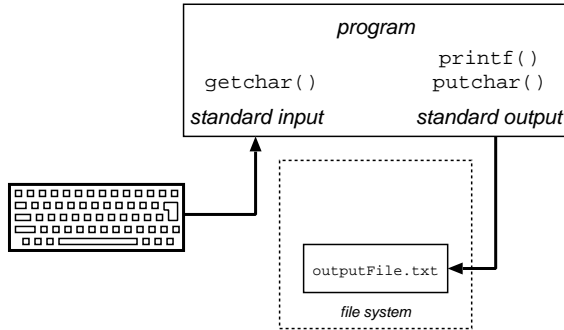 program
printf()
getchar() putchar()
standard input standard output
outputFile.txt
file system